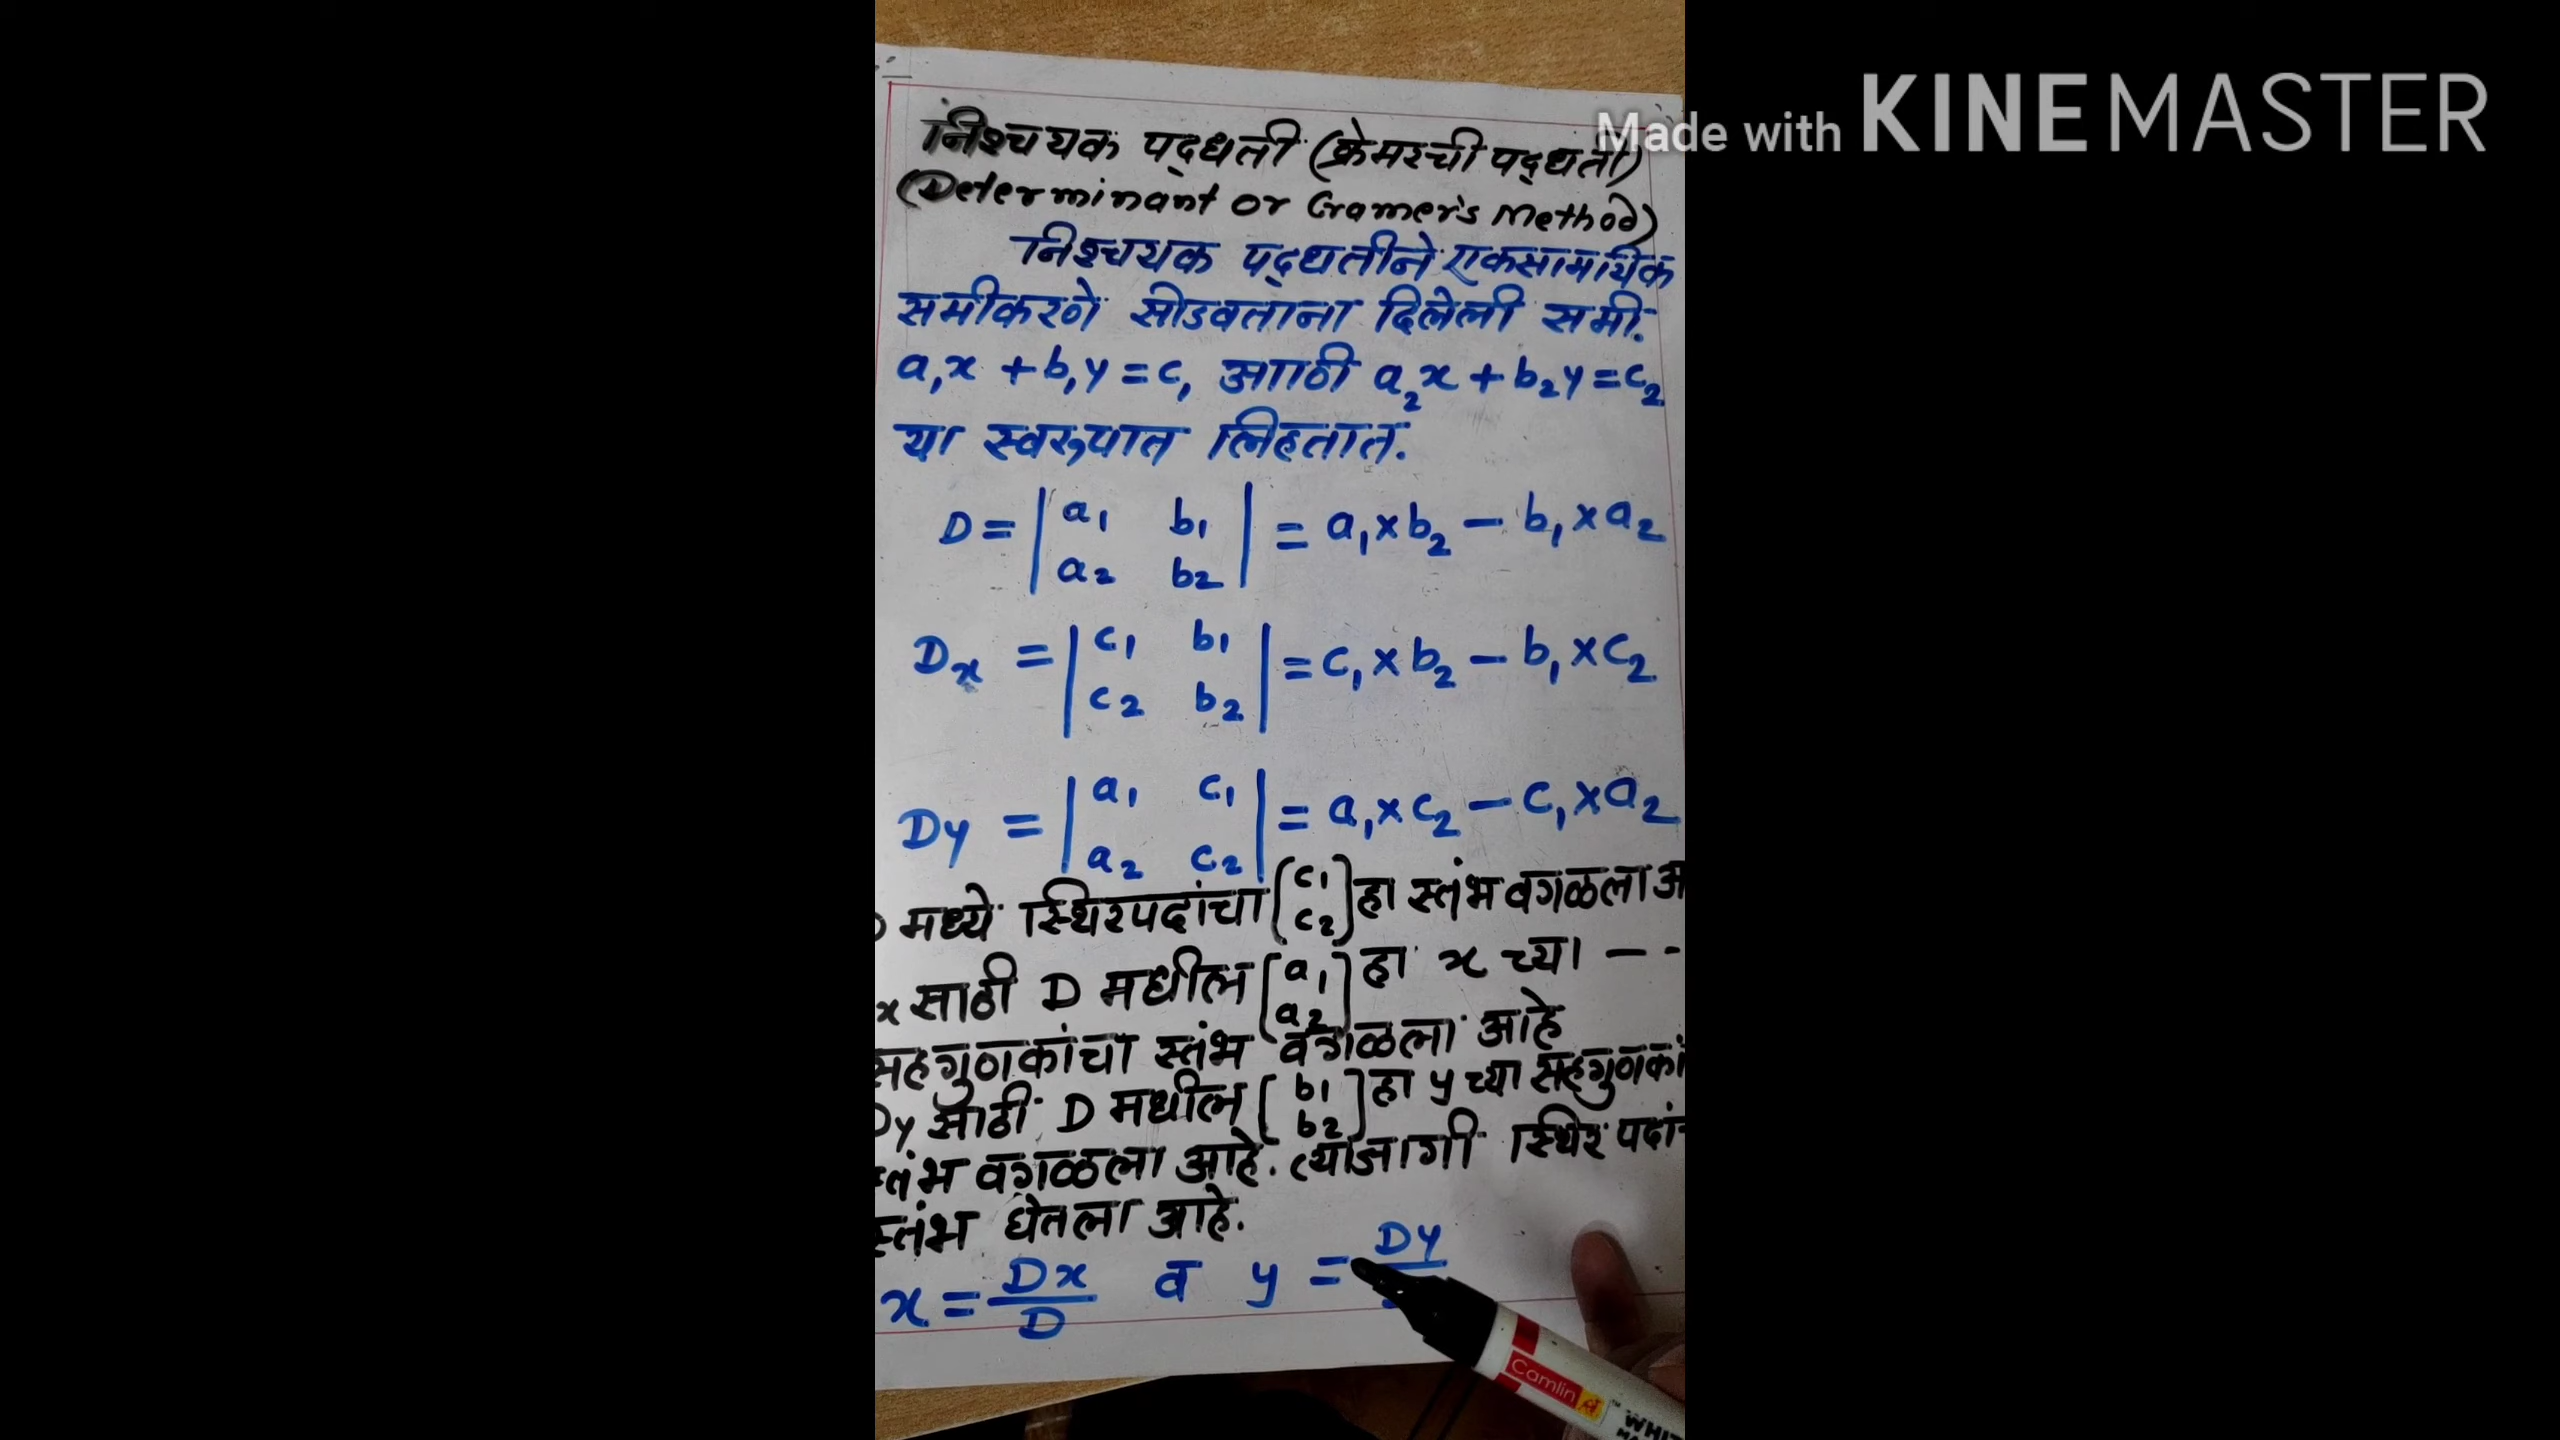 Made with KINEMASTER
निश्चयक पद्धती (क्रेमरची पद्धती)
(Determinant or Cramer's Method)
निश्चयक पद्धतीने एकसामयिक
समीकरणे सोडवताना दिलेली समी.
a₁x + b₁y = c₁ आणि a₂x + b₂y = c₂
या स्वरुपात लिहतात.
D = | a₁ b₁ | = a₁ × b₂ − b₁ × a₂
| a₂ b₂ |
Dx = | c₁ b₁ | = c₁ × b₂ − b₁ × c₂
| c₂ b₂ |
Dy = | a₁ c₁ | = a₁ × c₂ − c₁ × a₂
| a₂ c₂ |
मध्ये स्थिरपदांचा [c₁ c₂] हा स्तंभ वगळला
x साठी D मधील [a₁ a₂] हा x च्या - -
सहगुणकांचा स्तंभ वगळला आहे
Dy साठी D मधील [b₁ b₂] हा y च्या सहगुणकां
स्तंभ वगळला आहे. त्याजागी स्थिर पदां
स्तंभ घेतला आहे.
x = Dx/D व y = Dy
Camlin